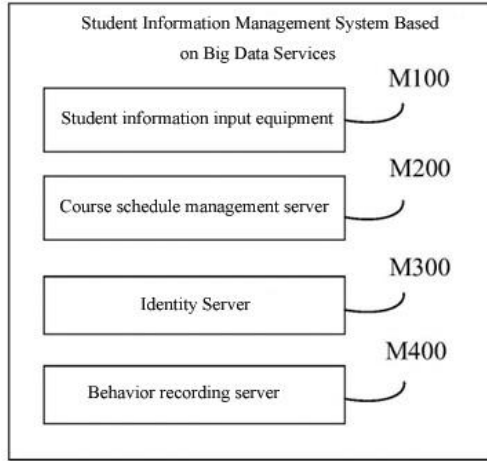 Student Information Management System Based
on Big Data Services
M100
Student information input equipment
M200
Course schedule management server
M300
Identity Server
M400
Behavior recording server